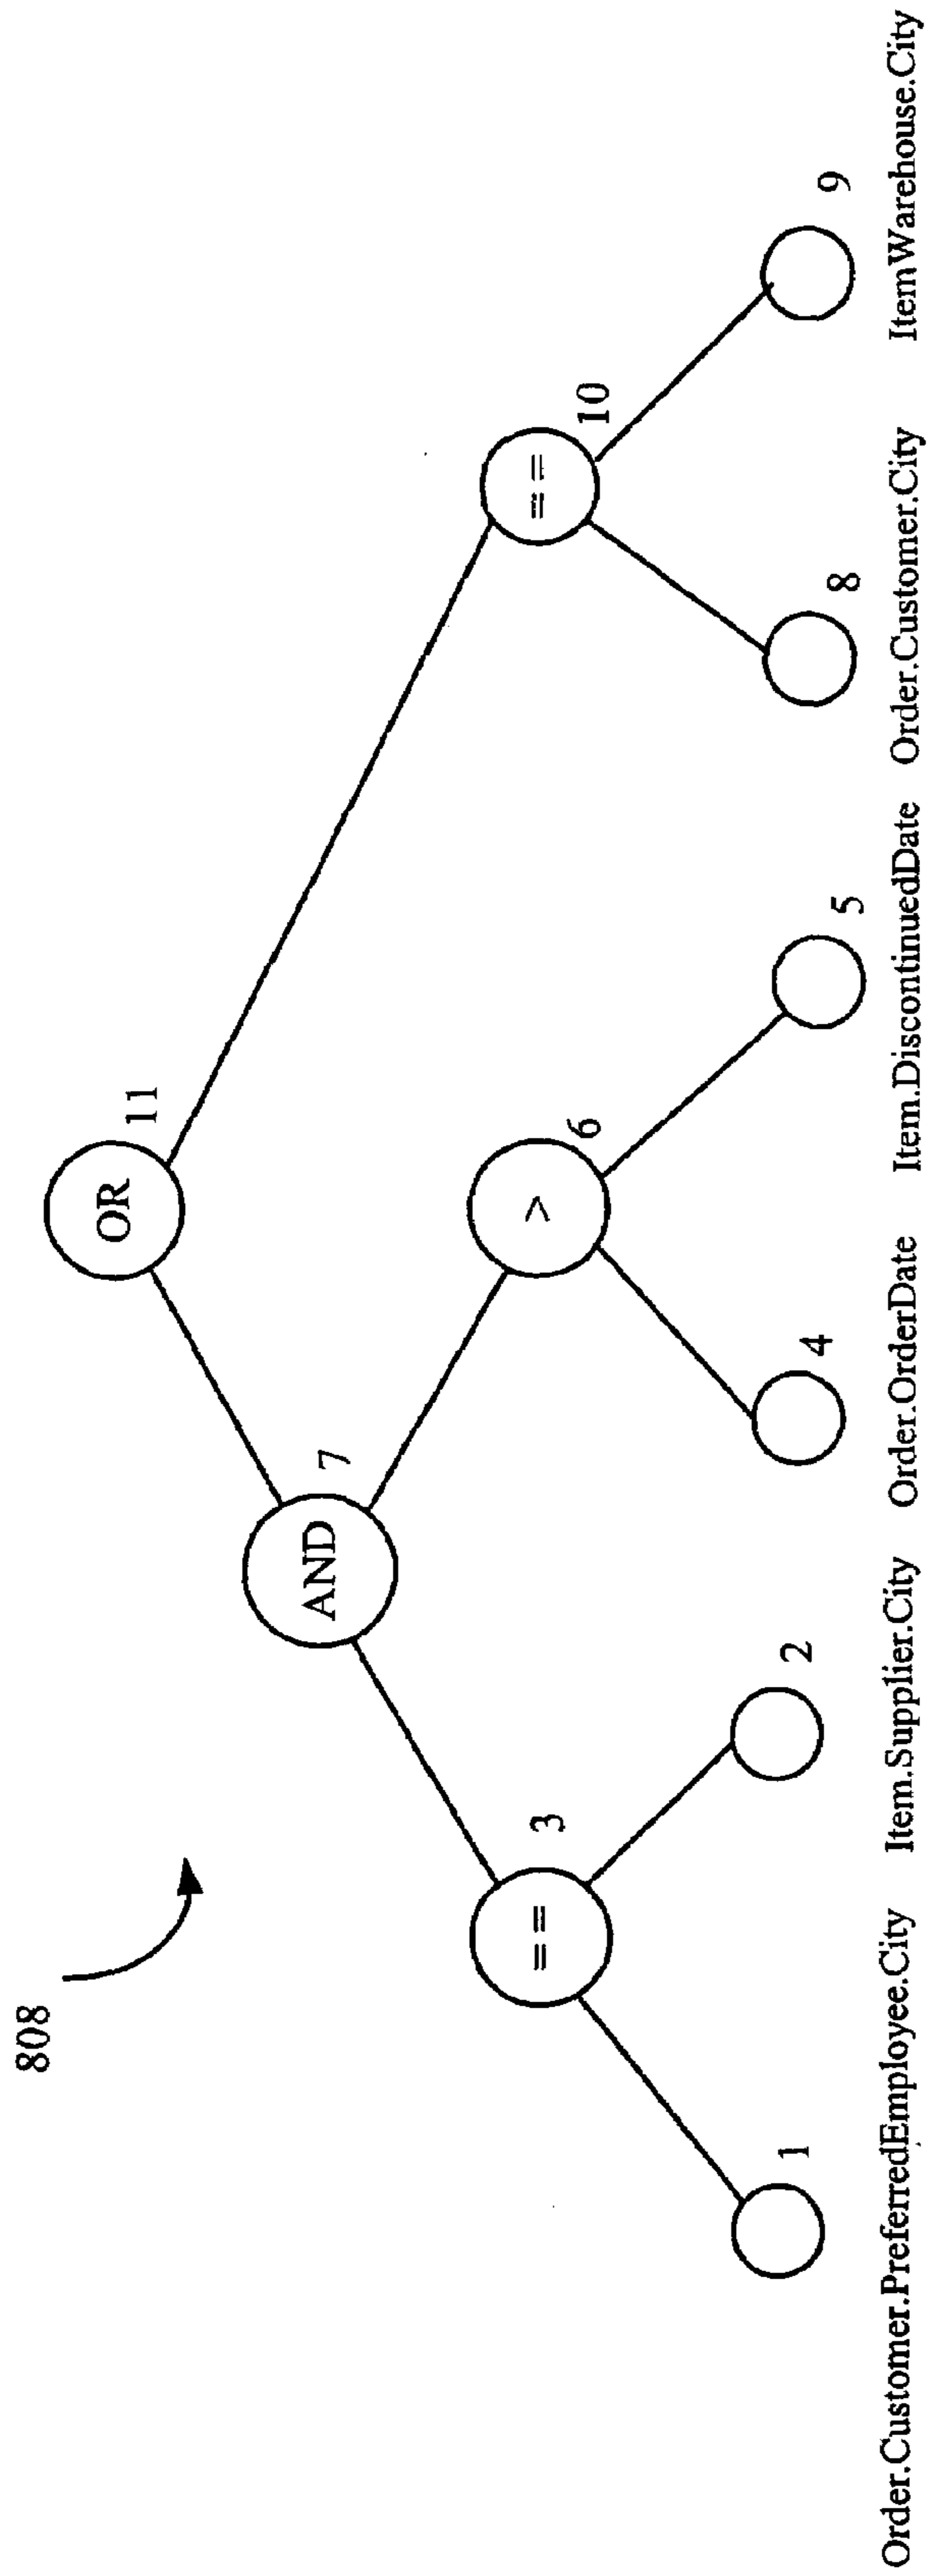 808
OR
11
AND
7
==
3
>
6
==
10
1
2
4
5
8
9
Order.Customer.PreferredEmployee.City
Item.Supplier.City
Order.OrderDate
Item.DiscontinuedDate
Order.Customer.City
ItemWarehouse.City